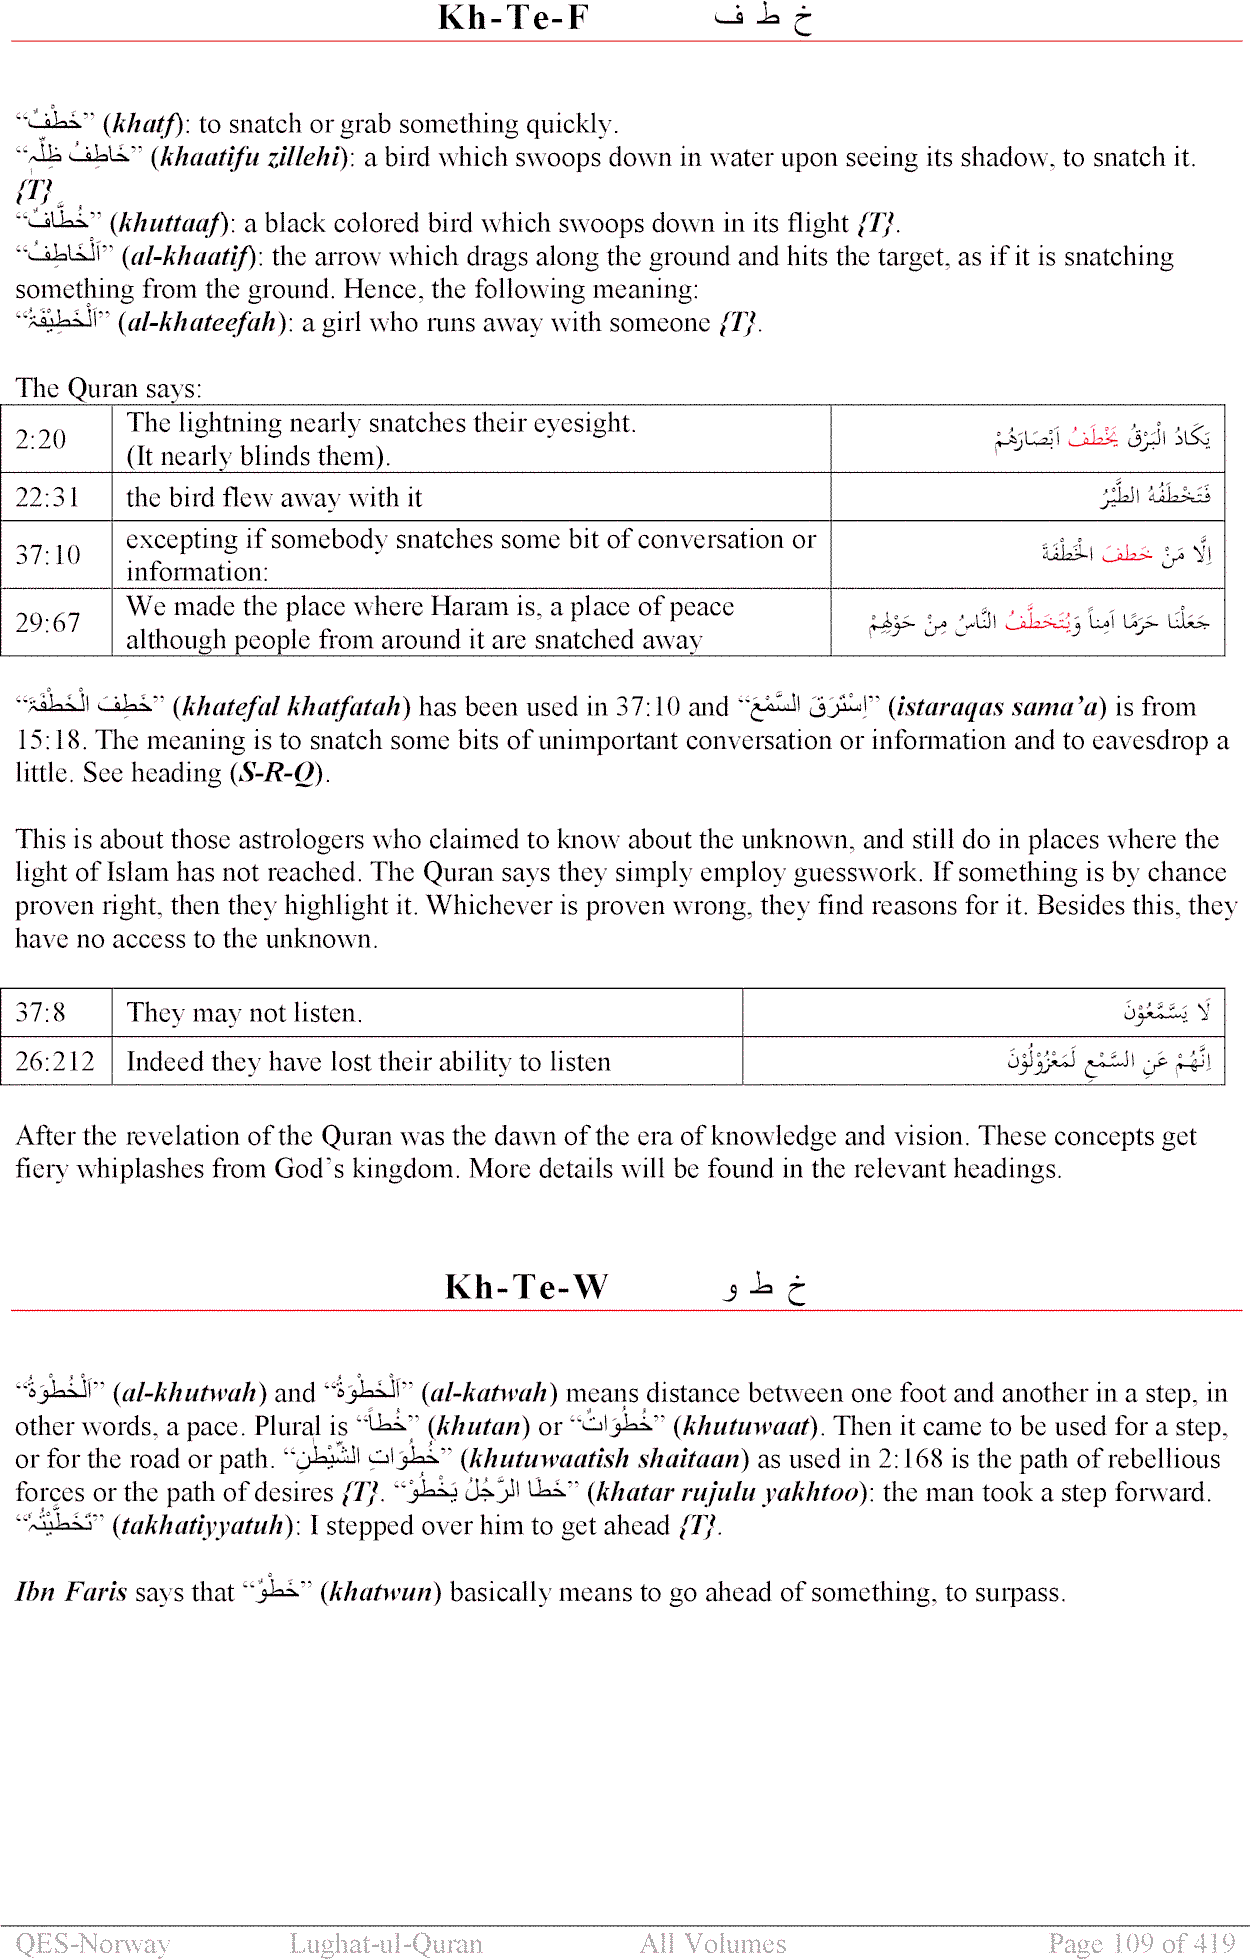 Kh-Te-F خ ط ف
“خَطْفٌ” (khatf): to snatch or grab something quickly.
“خَاطِفُ ظِلِّہٖ” (khaatifu zillehi): a bird which swoops down in water upon seeing its shadow, to snatch it.
{T}
“خُطَّافٌ” (khuttaaf): a black colored bird which swoops down in its flight {T}.
“اَلْخَاطِفُ” (al-khaatif): the arrow which drags along the ground and hits the target, as if it is snatching
something from the ground. Hence, the following meaning:
“اَلْخَطِيْفَۃُ” (al-khateefah): a girl who runs away with someone {T}.
The Quran says:
2:20 The lightning nearly snatches their eyesight.
(It nearly blinds them). يَكَادُ الْبَرْقُ يَخْطَفُ اَبْصَارَهُمْ
22:31 the bird flew away with it فَتَخْطَفُهُ الطَّيْرُ
37:10 excepting if somebody snatches some bit of conversation or
information: اِلَّا مَنْ خَطِفَ الْخَطْفَةَ
29:67 We made the place where Haram is, a place of peace
although people from around it are snatched away جَعَلْنَا حَرَمًا آمِناً وَيُتَخَطَّفُ النَّاسُ مِنْ حَوْلِهِمْ
“خَطِفَ الْخَطْفَۃَ” (khatefal khatfatah) has been used in 37:10 and “اِسْتَرَقَ السَّمْعَ” (istaraqas sama’a) is from
15:18. The meaning is to snatch some bits of unimportant conversation or information and to eavesdrop a
little. See heading (S-R-Q).
This is about those astrologers who claimed to know about the unknown, and still do in places where the
light of Islam has not reached. The Quran says they simply employ guesswork. If something is by chance
proven right, then they highlight it. Whichever is proven wrong, they find reasons for it. Besides this, they
have no access to the unknown.
37:8 They may not listen. لَا يَسَّمَّعُوْنَ
26:212 Indeed they have lost their ability to listen اِنَّهُمْ عَنِ السَّمْعِ لَمَعْزُوْلُوْنَ
After the revelation of the Quran was the dawn of the era of knowledge and vision. These concepts get
fiery whiplashes from God’s kingdom. More details will be found in the relevant headings.
Kh-Te-W خ ط و
“اَلْخُطْوَۃُ” (al-khutwah) and “اَلْخَطْوَۃُ” (al-katwah) means distance between one foot and another in a step, in
other words, a pace. Plural is “خُطاً” (khutan) or “خُطُوَاتٌ” (khutuwaat). Then it came to be used for a step,
or for the road or path. “خُطُوَاتِ الشَّيْطٰنِ” (khutuwaatish shaitaan) as used in 2:168 is the path of rebellious
forces or the path of desires {T}. “خَطَا الرَّجُلُ يَخْطُوْ” (khatar rujulu yakhtoo): the man took a step forward.
“تَخَطَّيْتُہٗ” (takhatiyyatuh): I stepped over him to get ahead {T}.
Ibn Faris says that “خَطْوٌ” (khatwun) basically means to go ahead of something, to surpass.
QES-Norway Lughat-ul-Quran All Volumes Page 109 of 419